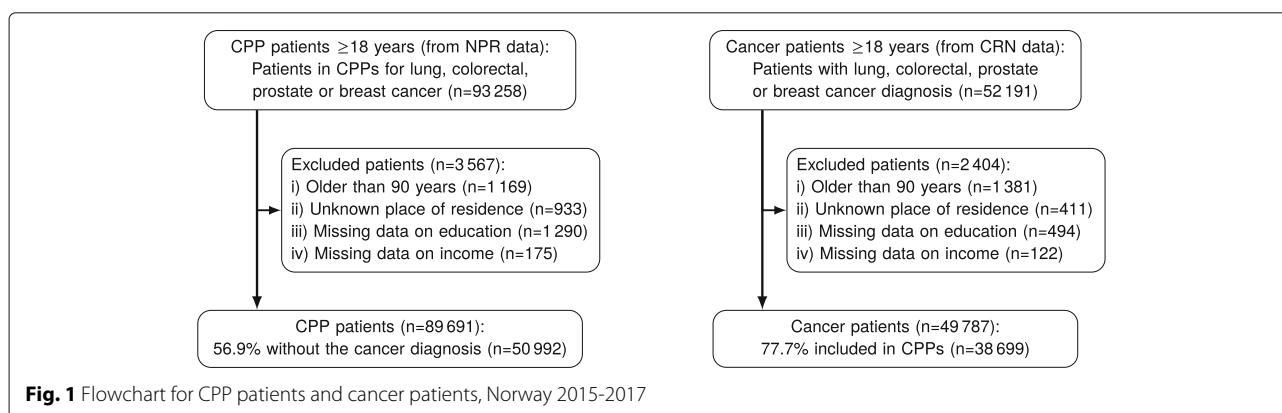 CPP patients ≥18 years (from NPR data):
Patients in CPPs for lung, colorectal,
prostate or breast cancer (n=93 258)
Excluded patients (n=3 567):
i) Older than 90 years (n=1 169)
ii) Unknown place of residence (n=933)
iii) Missing data on education (n=1 290)
iv) Missing data on income (n=175)
CPP patients (n=89 691):
56.9% without the cancer diagnosis (n=50 992)
Cancer patients ≥18 years (from CRN data):
Patients with lung, colorectal, prostate
or breast cancer diagnosis (n=52 191)
Excluded patients (n=2 404):
i) Older than 90 years (n=1 381)
ii) Unknown place of residence (n=411)
iii) Missing data on education (n=494)
iv) Missing data on income (n=122)
Cancer patients (n=49 787):
77.7% included in CPPs (n=38 699)
Fig. 1 Flowchart for CPP patients and cancer patients, Norway 2015-2017